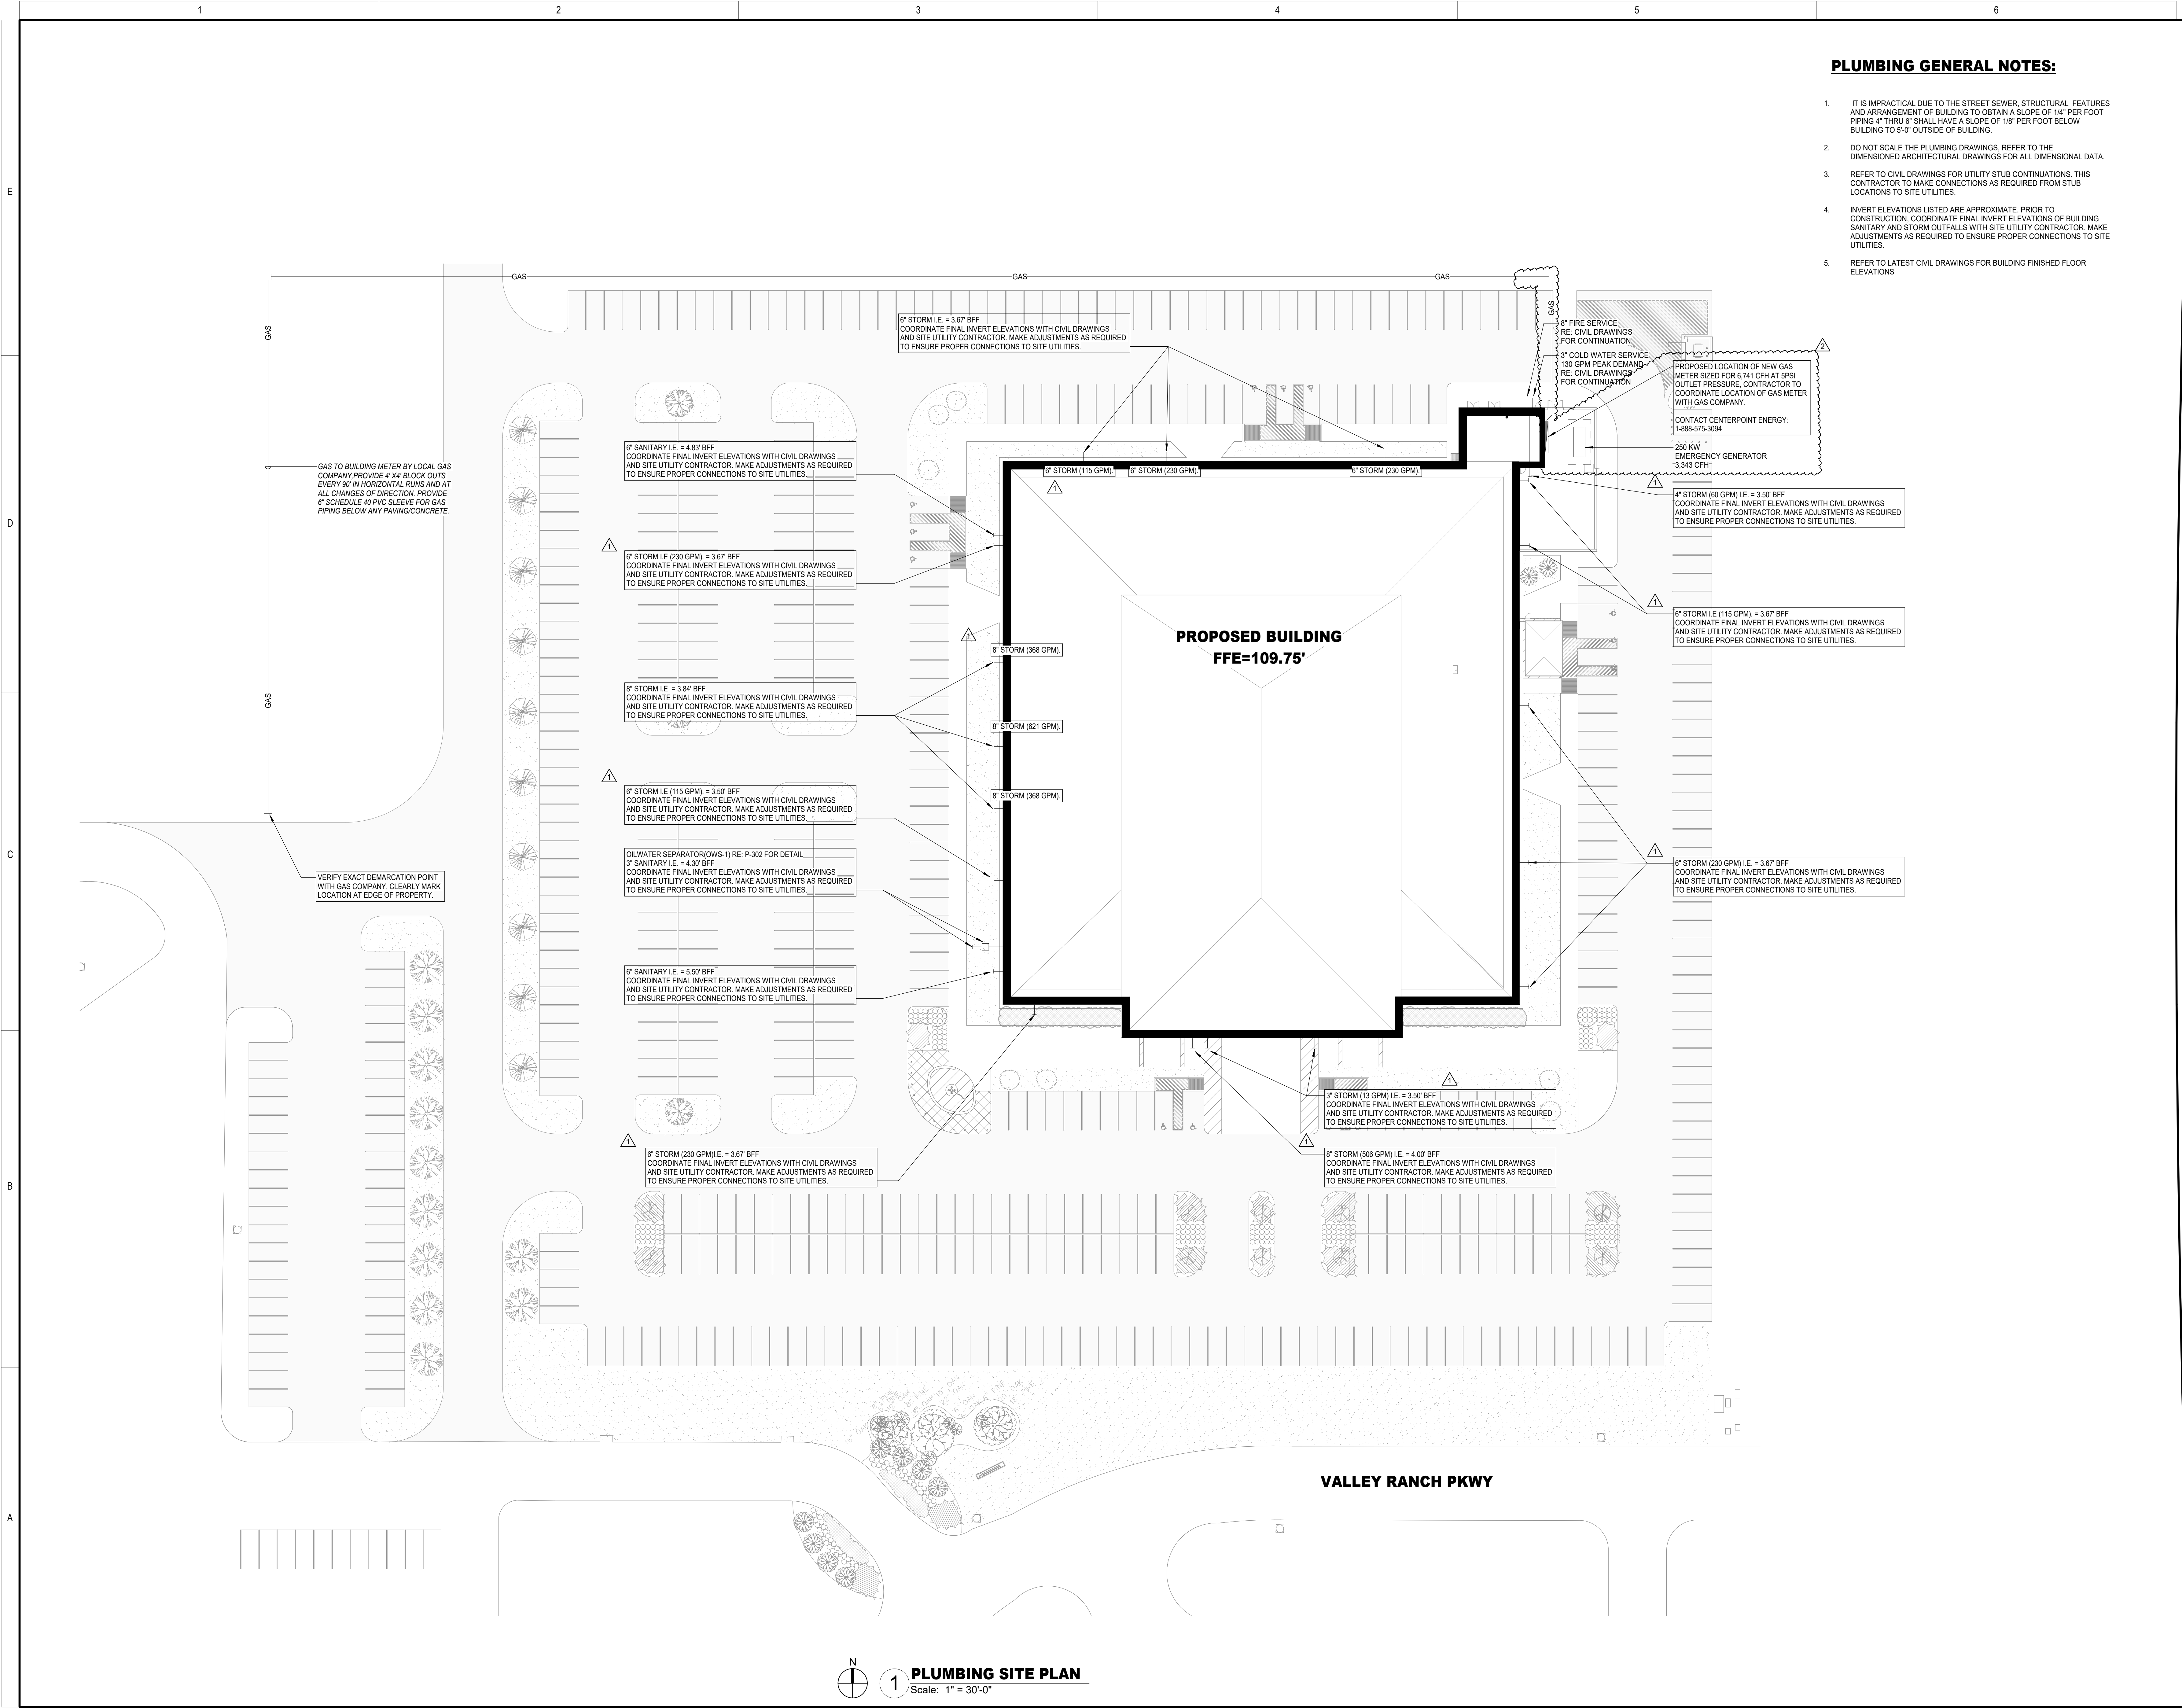 1 2 3 4 5 6
PLUMBING GENERAL NOTES:
1. IT IS IMPRACTICAL DUE TO THE STREET SEWER, STRUCTURAL FEATURES
AND ARRANGEMENT OF BUILDING TO OBTAIN A SLOPE OF 1/4" PER FOOT
PIPING 4" THRU 6" SHALL HAVE A SLOPE OF 1/8" PER FOOT BELOW
BUILDING TO 5'-0" OUTSIDE OF BUILDING.
2. DO NOT SCALE THE PLUMBING DRAWINGS, REFER TO THE
DIMENSIONED ARCHITECTURAL DRAWINGS FOR ALL DIMENSIONAL DATA.
3. REFER TO CIVIL DRAWINGS FOR UTILITY STUB CONTINUATIONS. THIS
CONTRACTOR TO MAKE CONNECTIONS AS REQUIRED FROM STUB
LOCATIONS TO SITE UTILITIES.
4. INVERT ELEVATIONS LISTED ARE APPROXIMATE. PRIOR TO
CONSTRUCTION, COORDINATE FINAL INVERT ELEVATIONS OF BUILDING
SANITARY AND STORM OUTFALLS WITH SITE UTILITY CONTRACTOR. MAKE
ADJUSTMENTS AS REQUIRED TO ENSURE PROPER CONNECTIONS TO SITE
UTILITIES.
5. REFER TO LATEST CIVIL DRAWINGS FOR BUILDING FINISHED FLOOR
ELEVATIONS
E
D
C
B
A
GAS
GAS
GAS
GAS
GAS
GAS
6" STORM I.E. = 3.67' BFF
COORDINATE FINAL INVERT ELEVATIONS WITH CIVIL DRAWINGS
AND SITE UTILITY CONTRACTOR. MAKE ADJUSTMENTS AS REQUIRED
TO ENSURE PROPER CONNECTIONS TO SITE UTILITIES.
8" FIRE SERVICE
RE: CIVIL DRAWINGS
FOR CONTINUATION
3" COLD WATER SERVICE
130 GPM PEAK DEMAND
RE: CIVIL DRAWINGS
FOR CONTINUATION
2
PROPOSED LOCATION OF NEW GAS
METER SIZED FOR 6,741 CFH AT 5PSI
OUTLET PRESSURE, CONTRACTOR TO
COORDINATE LOCATION OF GAS METER
WITH GAS COMPANY.
CONTACT CENTERPOINT ENERGY:
1-888-575-3094
250 KW
EMERGENCY GENERATOR
3,343 CFH
6" SANITARY I.E. = 4.83' BFF
COORDINATE FINAL INVERT ELEVATIONS WITH CIVIL DRAWINGS
AND SITE UTILITY CONTRACTOR. MAKE ADJUSTMENTS AS REQUIRED
TO ENSURE PROPER CONNECTIONS TO SITE UTILITIES.
GAS TO BUILDING METER BY LOCAL GAS
COMPANY,PROVIDE 4' X4' BLOCK OUTS
EVERY 90' IN HORIZONTAL RUNS AND AT
ALL CHANGES OF DIRECTION. PROVIDE
6" SCHEDULE 40 PVC SLEEVE FOR GAS
PIPING BELOW ANY PAVING/CONCRETE.
6" STORM (115 GPM).
6" STORM (230 GPM).
6" STORM (230 GPM).
1
1
4" STORM (60 GPM) I.E. = 3.50' BFF
COORDINATE FINAL INVERT ELEVATIONS WITH CIVIL DRAWINGS
AND SITE UTILITY CONTRACTOR. MAKE ADJUSTMENTS AS REQUIRED
TO ENSURE PROPER CONNECTIONS TO SITE UTILITIES.
1
6" STORM I.E (230 GPM). = 3.67' BFF
COORDINATE FINAL INVERT ELEVATIONS WITH CIVIL DRAWINGS
AND SITE UTILITY CONTRACTOR. MAKE ADJUSTMENTS AS REQUIRED
TO ENSURE PROPER CONNECTIONS TO SITE UTILITIES.
1
6" STORM I.E (115 GPM). = 3.67' BFF
COORDINATE FINAL INVERT ELEVATIONS WITH CIVIL DRAWINGS
AND SITE UTILITY CONTRACTOR. MAKE ADJUSTMENTS AS REQUIRED
TO ENSURE PROPER CONNECTIONS TO SITE UTILITIES.
PROPOSED BUILDING
FFE=109.75'
1
8" STORM (368 GPM).
8" STORM I.E = 3.84' BFF
COORDINATE FINAL INVERT ELEVATIONS WITH CIVIL DRAWINGS
AND SITE UTILITY CONTRACTOR. MAKE ADJUSTMENTS AS REQUIRED
TO ENSURE PROPER CONNECTIONS TO SITE UTILITIES.
8" STORM (621 GPM).
8" STORM (368 GPM).
1
6" STORM I.E (115 GPM). = 3.50' BFF
COORDINATE FINAL INVERT ELEVATIONS WITH CIVIL DRAWINGS
AND SITE UTILITY CONTRACTOR. MAKE ADJUSTMENTS AS REQUIRED
TO ENSURE PROPER CONNECTIONS TO SITE UTILITIES.
OILWATER SEPARATOR(OWS-1) RE: P-302 FOR DETAIL
3" SANITARY I.E. = 4.30' BFF
COORDINATE FINAL INVERT ELEVATIONS WITH CIVIL DRAWINGS
AND SITE UTILITY CONTRACTOR. MAKE ADJUSTMENTS AS REQUIRED
TO ENSURE PROPER CONNECTIONS TO SITE UTILITIES.
VERIFY EXACT DEMARCATION POINT
WITH GAS COMPANY, CLEARLY MARK
LOCATION AT EDGE OF PROPERTY.
1
6" STORM (230 GPM) I.E. = 3.67' BFF
COORDINATE FINAL INVERT ELEVATIONS WITH CIVIL DRAWINGS
AND SITE UTILITY CONTRACTOR. MAKE ADJUSTMENTS AS REQUIRED
TO ENSURE PROPER CONNECTIONS TO SITE UTILITIES.
6" SANITARY I.E. = 5.50' BFF
COORDINATE FINAL INVERT ELEVATIONS WITH CIVIL DRAWINGS
AND SITE UTILITY CONTRACTOR. MAKE ADJUSTMENTS AS REQUIRED
TO ENSURE PROPER CONNECTIONS TO SITE UTILITIES.
1
3" STORM (13 GPM) I.E. = 3.50' BFF
COORDINATE FINAL INVERT ELEVATIONS WITH CIVIL DRAWINGS
AND SITE UTILITY CONTRACTOR. MAKE ADJUSTMENTS AS REQUIRED
TO ENSURE PROPER CONNECTIONS TO SITE UTILITIES.
1
6" STORM (230 GPM)I.E. = 3.67' BFF
COORDINATE FINAL INVERT ELEVATIONS WITH CIVIL DRAWINGS
AND SITE UTILITY CONTRACTOR. MAKE ADJUSTMENTS AS REQUIRED
TO ENSURE PROPER CONNECTIONS TO SITE UTILITIES.
1
8" STORM (506 GPM) I.E. = 4.00' BFF
COORDINATE FINAL INVERT ELEVATIONS WITH CIVIL DRAWINGS
AND SITE UTILITY CONTRACTOR. MAKE ADJUSTMENTS AS REQUIRED
TO ENSURE PROPER CONNECTIONS TO SITE UTILITIES.
VALLEY RANCH PKWY
N
1 PLUMBING SITE PLAN
Scale: 1" = 30'-0"